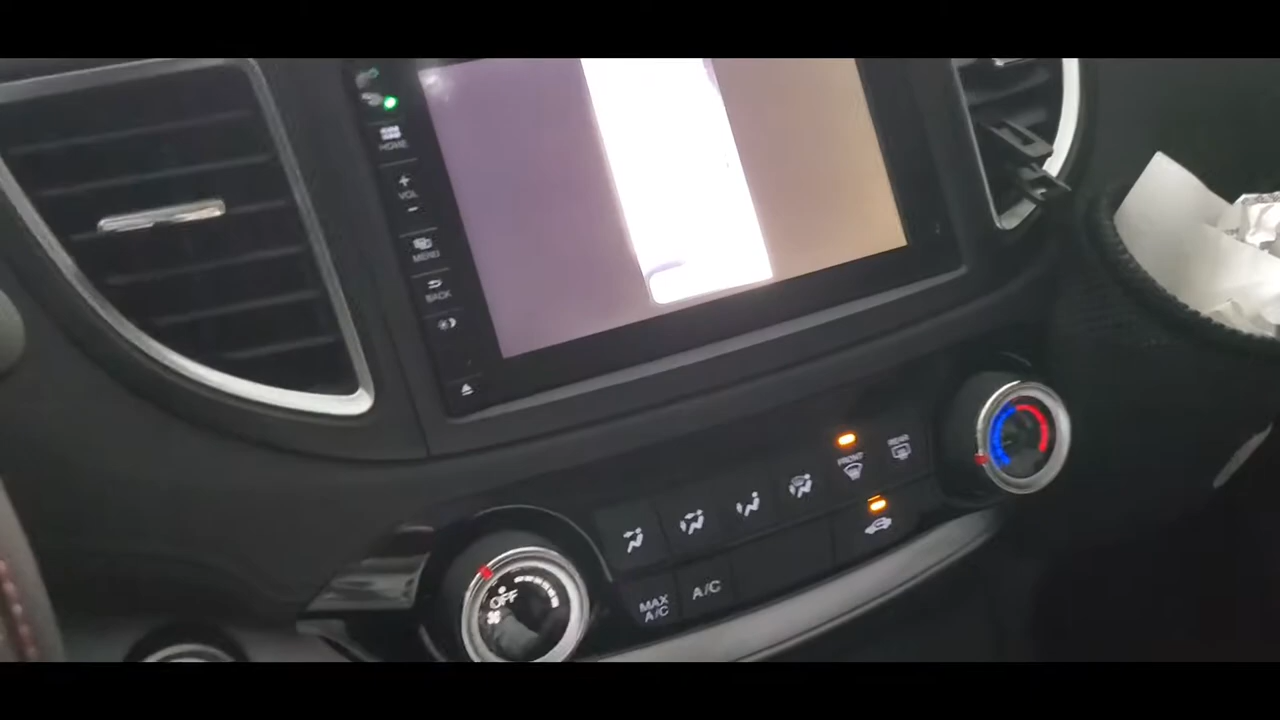 HOME
+
VOL
-
MENU
BACK
FRONT
REAR
OFF
MAX
A/C
A/C